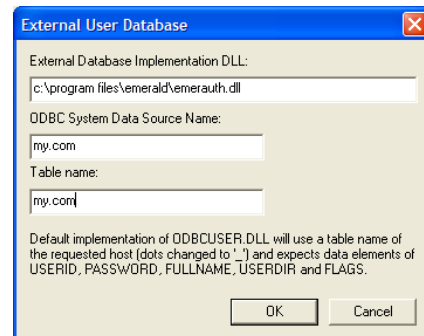 External User Database
External Database Implementation DLL:
c:\program files\emerald\emerauth.dll
ODBC System Data Source Name:
my.com
Table name:
my.com
Default implementation of ODBCUSER.DLL will use a table name of
the requested host (dots changed to '_') and expects data elements of
USERID, PASSWORD, FULLNAME, USERDIR and FLAGS.
OK
Cancel